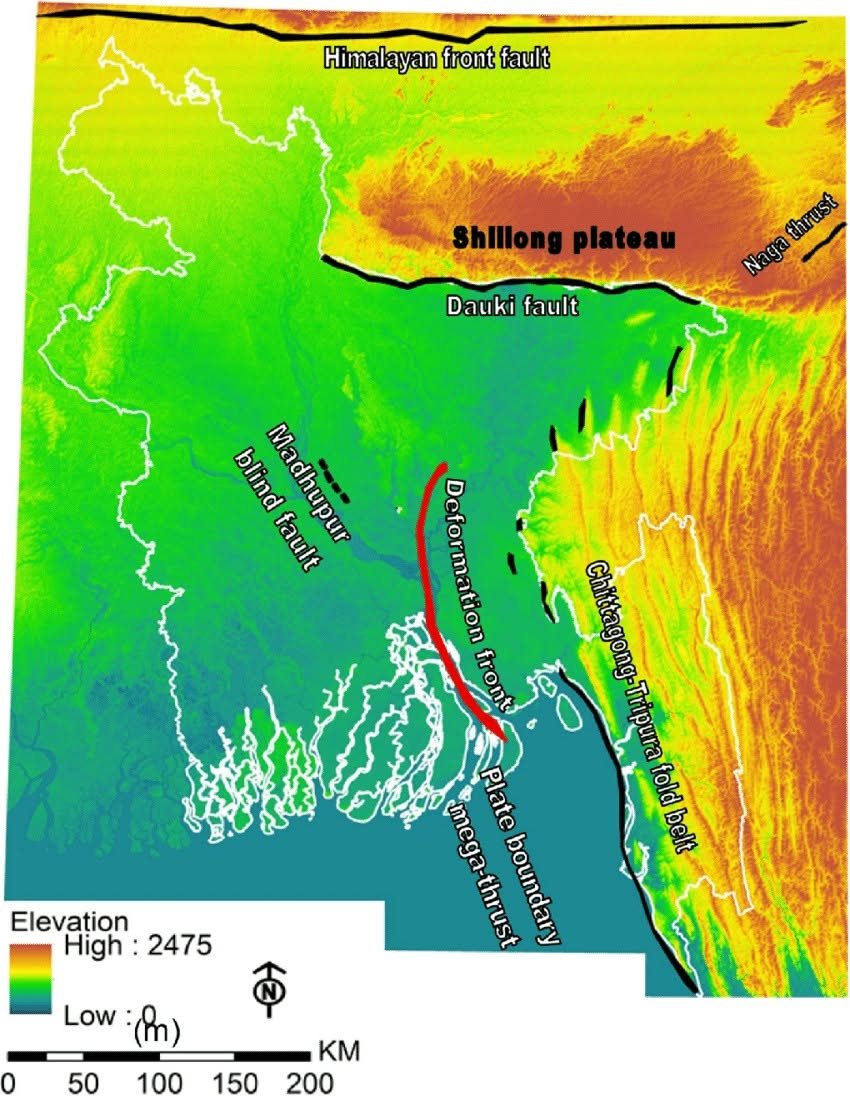 Himalayan front fault
Shillong plateau
Naga thrust
Dauki fault
Madhupur
blind fault
Deformation front
Chittagong-Tripura fold belt
Plate boundary
mega-thrust
Elevation
High : 2475
Low : 0
(m)
N
KM
0 50 100 150 200